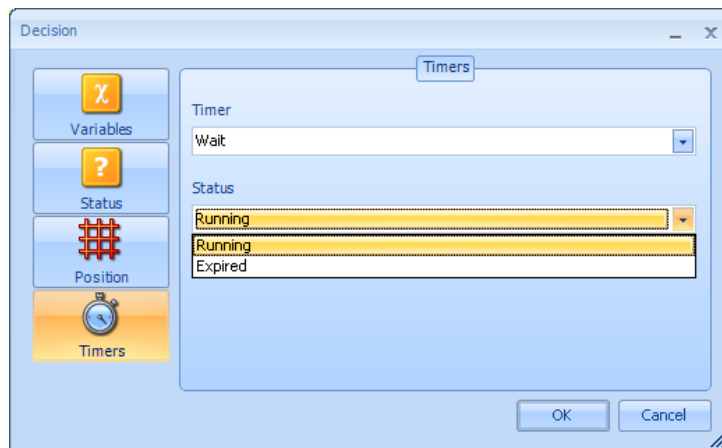 Decision
Timers
χ
Variables
?
Status
Position
Timers
Timer
Wait
Status
Running
Running
Expired
OK
Cancel